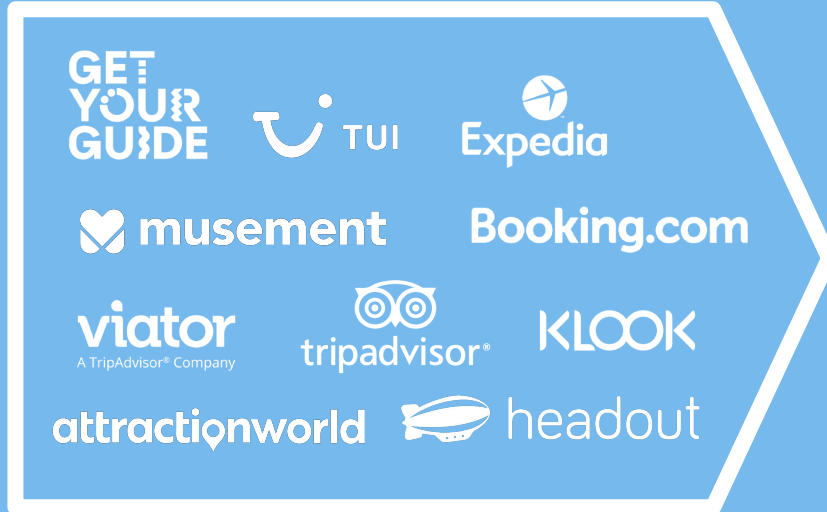 GET
YOUR
GUIDE
TUI
Expedia
musement
Booking.com
viator
A TripAdvisor® Company
tripadvisor®
KLOOK
attractionworld
headout